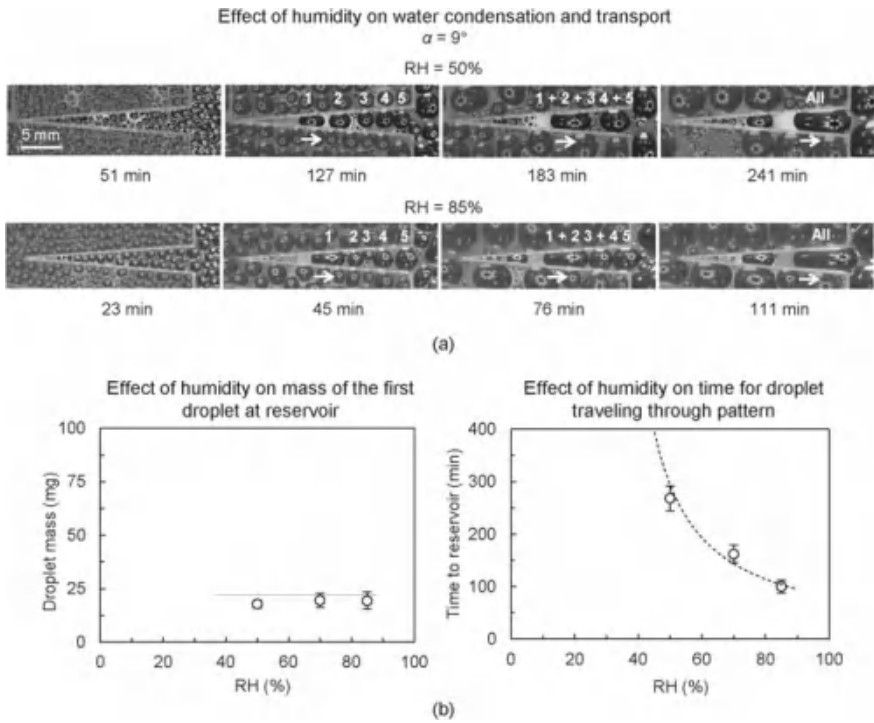 Effect of humidity on water condensation and transport
α = 9°
RH = 50%
1 2 3 4 5
1 + 2 + 3 4 + 5
All
5 mm
51 min 127 min 183 min 241 min
RH = 85%
1 2 3 4 5
1 + 2 3 + 4 5
All
23 min 45 min 76 min 111 min
(a)
Effect of humidity on mass of the first
droplet at reservoir
Droplet mass (mg)
100
75
50
25
0
0 20 40 60 80 100
RH (%)
Effect of humidity on time for droplet
traveling through pattern
Time to reservoir (min)
400
300
200
100
0
0 20 40 60 80 100
RH (%)
(b)